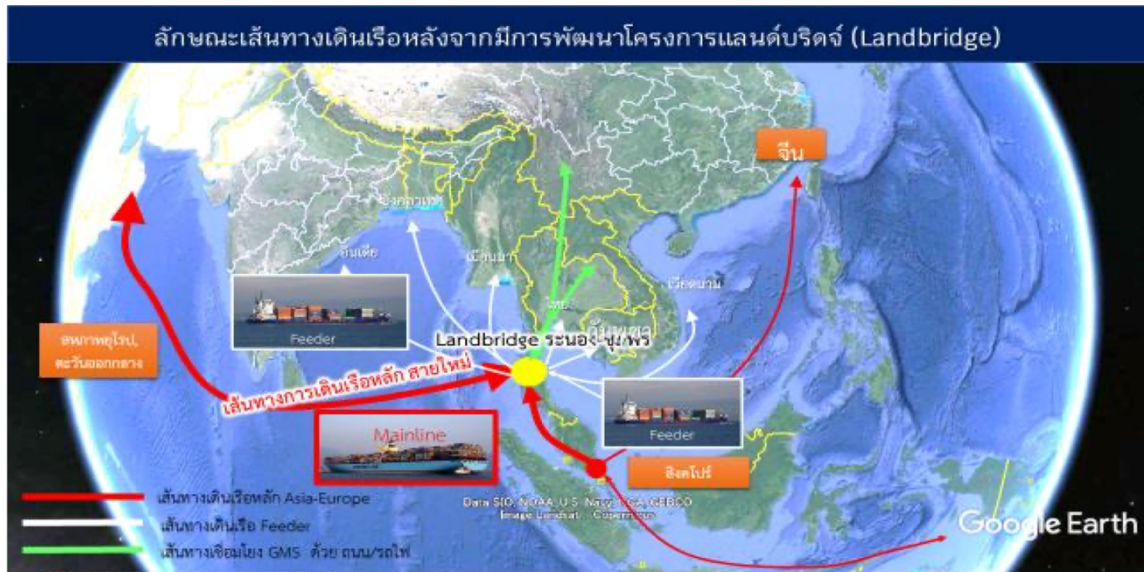 ลักษณะเส้นทางเดินเรือหลังจากมีการพัฒนาโครงการแลนด์บริดจ์ (Landbridge)
จีน
บังคลาเทศ
อินเดีย
เมียนมา
เวียดนาม
ไทย
กัมพูชา
Feeder
Landbridge ระนอง ชุมพร
สหภาพยุโรป,
ตะวันออกกลาง
เส้นทางการเดินเรือหลัก สายใหม่
Mainline
Feeder
สิงคโปร์
เส้นทางเดินเรือหลัก Asia-Europe
เส้นทางเดินเรือ Feeder
เส้นทางเชื่อมโยง GMS ด้วย ถนน/รถไฟ
Data SIO, NOAA, U.S. Navy, NGA, GEBCO
Image Landsat / Copernicus
Google Earth